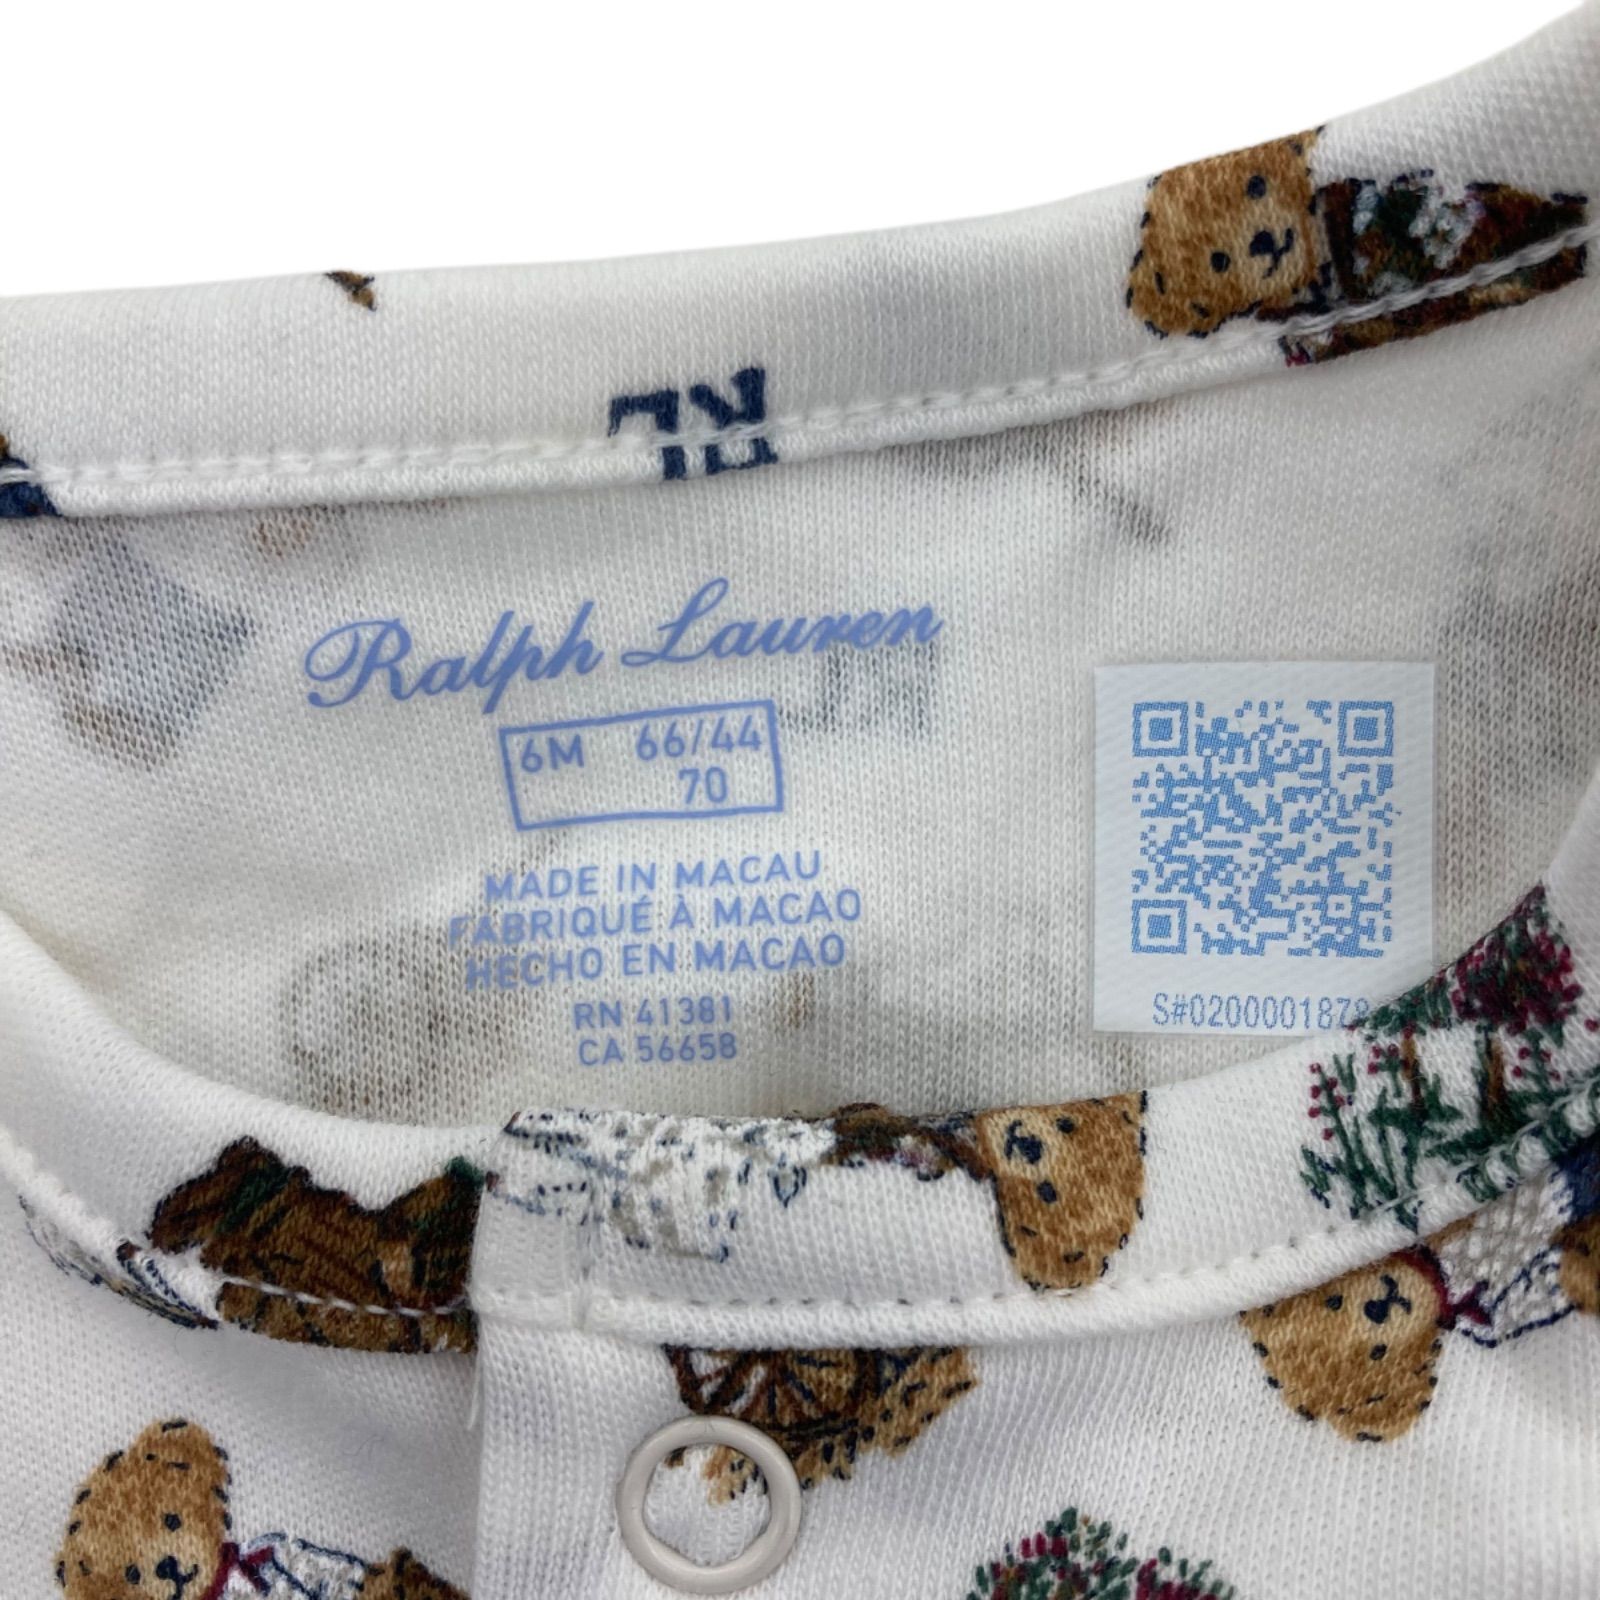 RL
Ralph Lauren
6M 66/44
70
MADE IN MACAU
FABRIQUÉ À MACAO
HECHO EN MACAO
RN 41381
CA 56658